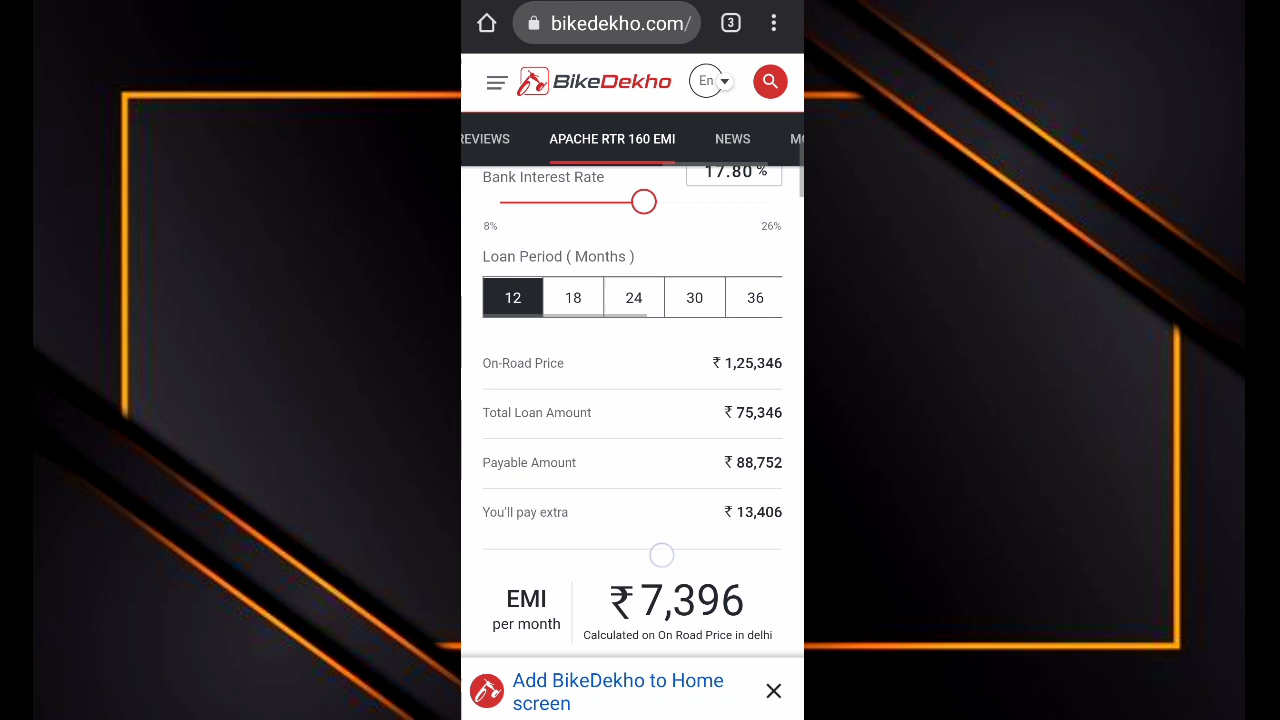 bikedekho.com/
3
BikeDekho
En
REVIEWS
APACHE RTR 160 EMI
NEWS
Bank Interest Rate
17.80 %
8%
26%
Loan Period ( Months )
12
18
24
30
36
On-Road Price
₹ 1,25,346
Total Loan Amount
₹ 75,346
Payable Amount
₹ 88,752
You'll pay extra
₹ 13,406
EMI
per month
₹ 7,396
Calculated on On Road Price in delhi
Add BikeDekho to Home
screen